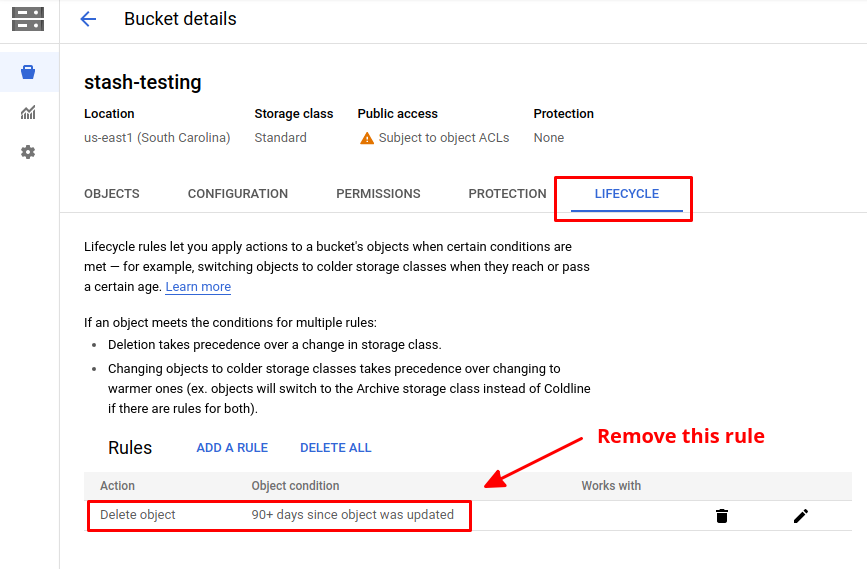 Bucket details
stash-testing
Location Storage class Public access Protection
us-east1 (South Carolina) Standard Subject to object ACLs None
OBJECTS CONFIGURATION PERMISSIONS PROTECTION LIFECYCLE
Lifecycle rules let you apply actions to a bucket's objects when certain conditions are
met — for example, switching objects to colder storage classes when they reach or pass
a certain age. Learn more
If an object meets the conditions for multiple rules:
• Deletion takes precedence over a change in storage class.
• Changing objects to colder storage classes takes precedence over changing to
warmer ones (ex. objects will switch to the Archive storage class instead of Coldline
if there are rules for both).
Remove this rule
Rules ADD A RULE DELETE ALL
Action Object condition Works with
Delete object 90+ days since object was updated